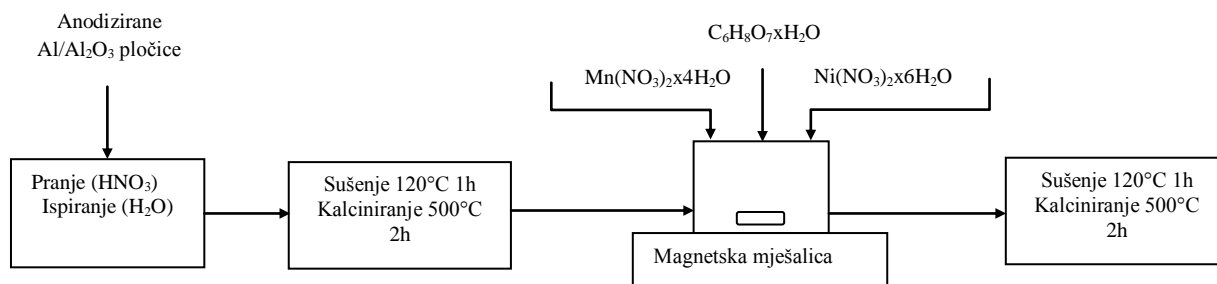 Anodizirane
Al/Al₂O₃ pločice
C₆H₈O₇xH₂O
Mn(NO₃)₂x4H₂O
Ni(NO₃)₂x6H₂O
Pranje (HNO₃)
Ispiranje (H₂O)
Sušenje 120°C 1h
Kalciniranje 500°C
2h
Magnetska mješalica
Sušenje 120°C 1h
Kalciniranje 500°C
2h